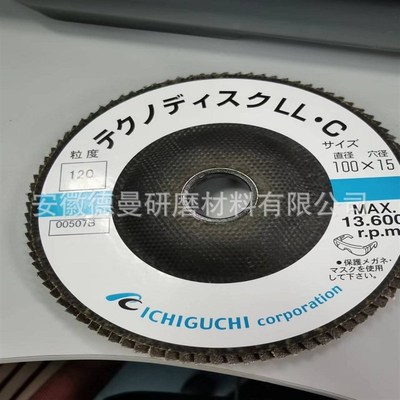 テクノディスクLL・C
粒度
120
00507B
サイズ
直径 穴径
100×15
MAX.
13.600
r.p.m
●保護メガネ・
マスクを使用
して下さい。
安徽德曼研磨材料有限公司
ICHIGUCHI corporation